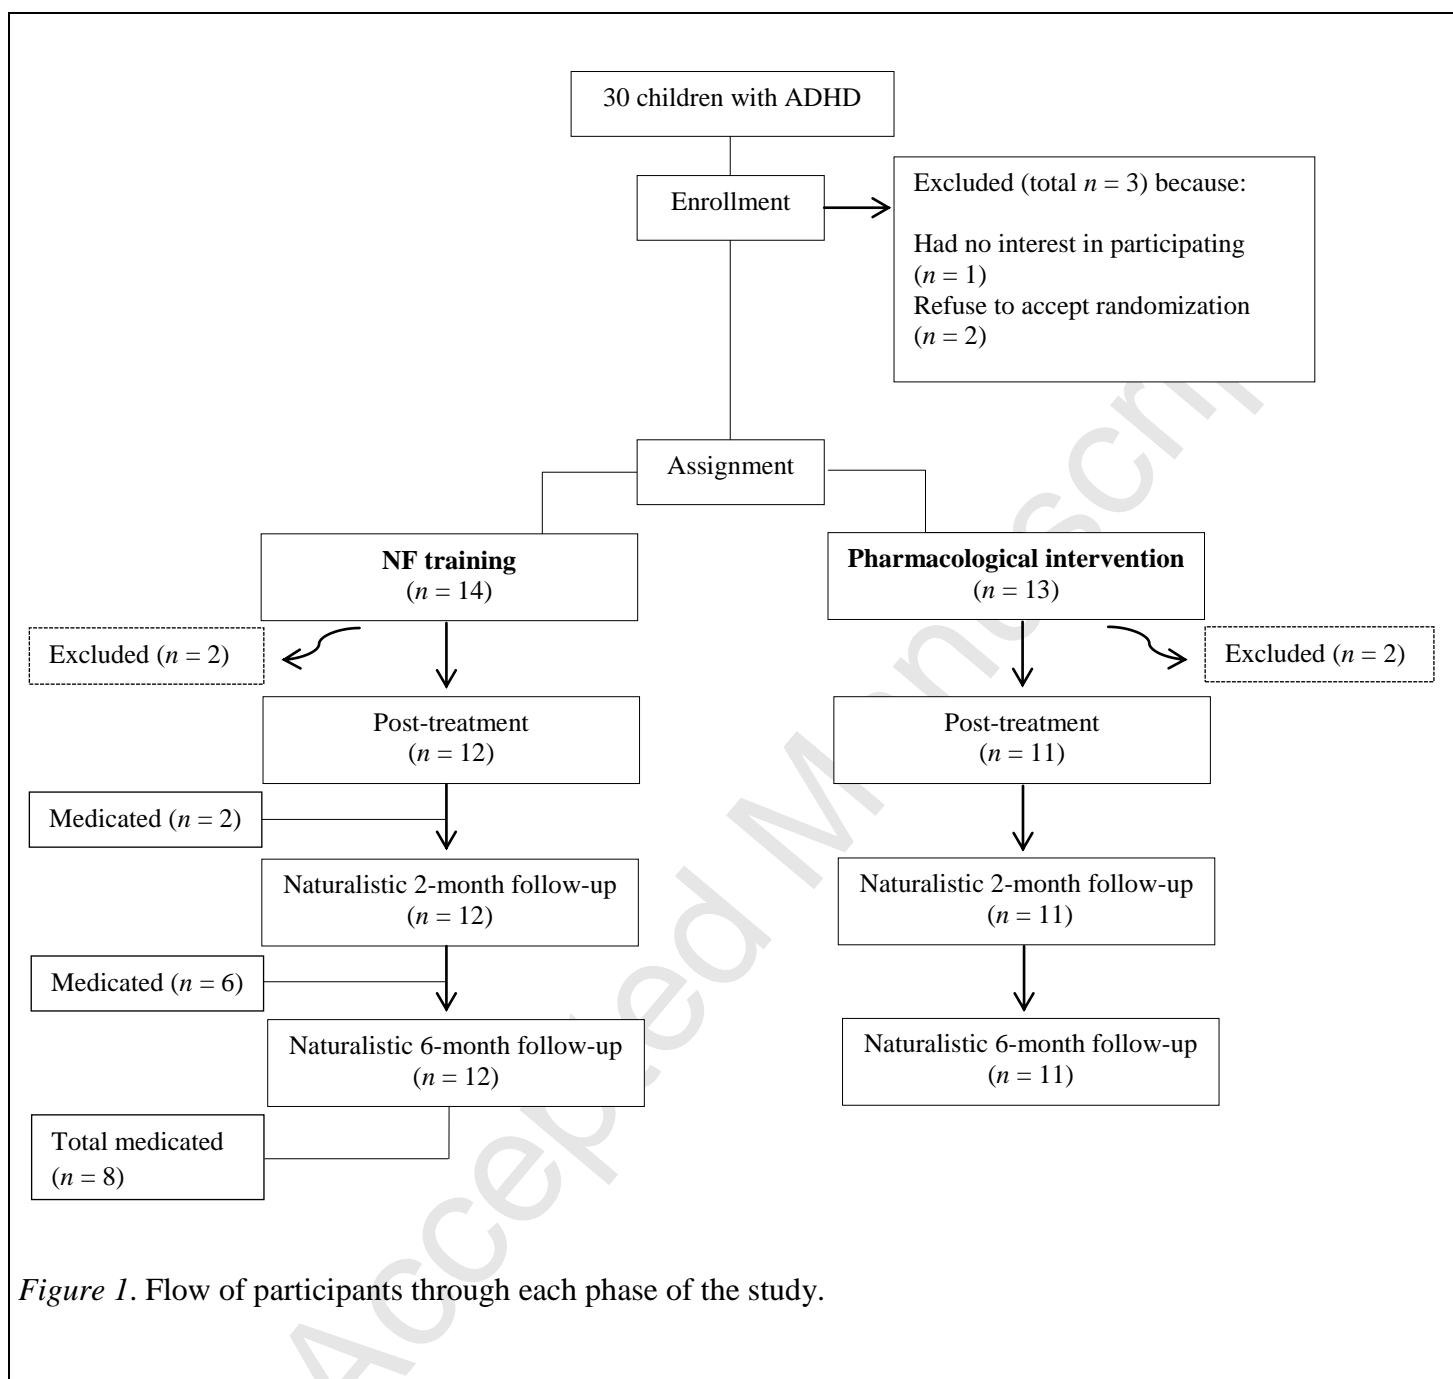 30 children with ADHD
Enrollment
Excluded (total n = 3) because:
Had no interest in participating
(n = 1)
Refuse to accept randomization
(n = 2)
Assignment
NF training
(n = 14)
Pharmacological intervention
(n = 13)
Excluded (n = 2)
Excluded (n = 2)
Post-treatment
(n = 12)
Post-treatment
(n = 11)
Medicated (n = 2)
Naturalistic 2-month follow-up
(n = 12)
Naturalistic 2-month follow-up
(n = 11)
Medicated (n = 6)
Naturalistic 6-month follow-up
(n = 12)
Naturalistic 6-month follow-up
(n = 11)
Total medicated
(n = 8)
Figure 1. Flow of participants through each phase of the study.
Accepted Manuscrip